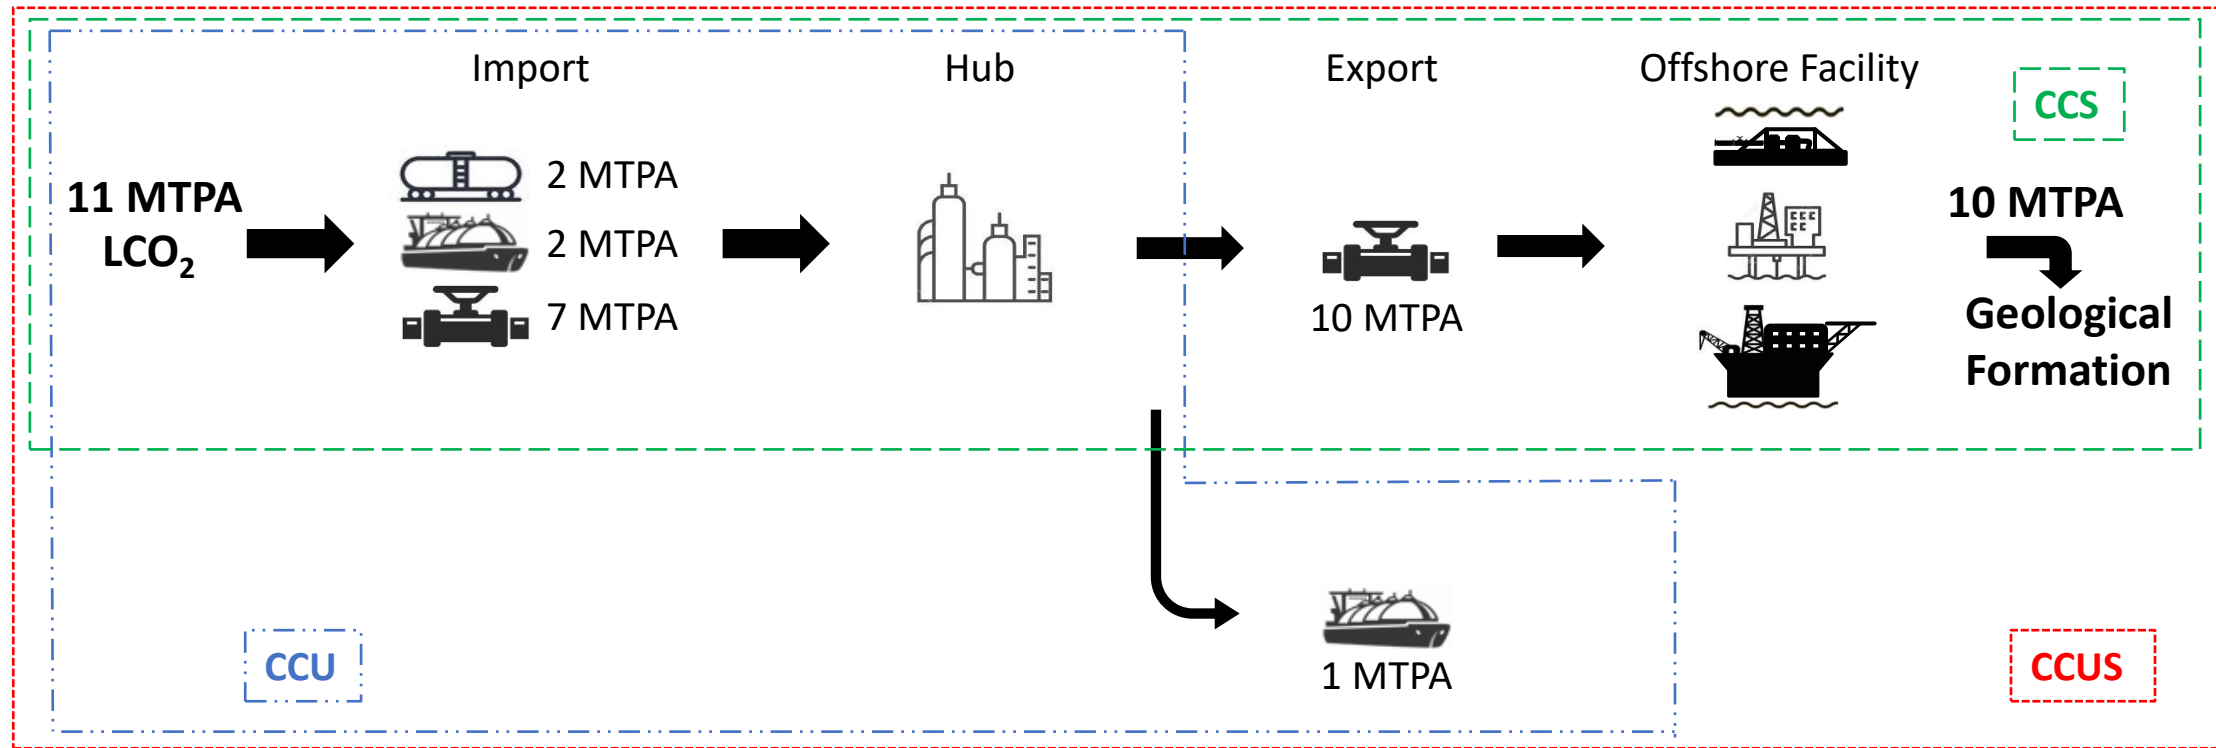 Import
Hub
Export
Offshore Facility
CCS
11 MTPA
LCO₂
2 MTPA
2 MTPA
7 MTPA
10 MTPA
10 MTPA
Geological
Formation
1 MTPA
CCU
CCUS